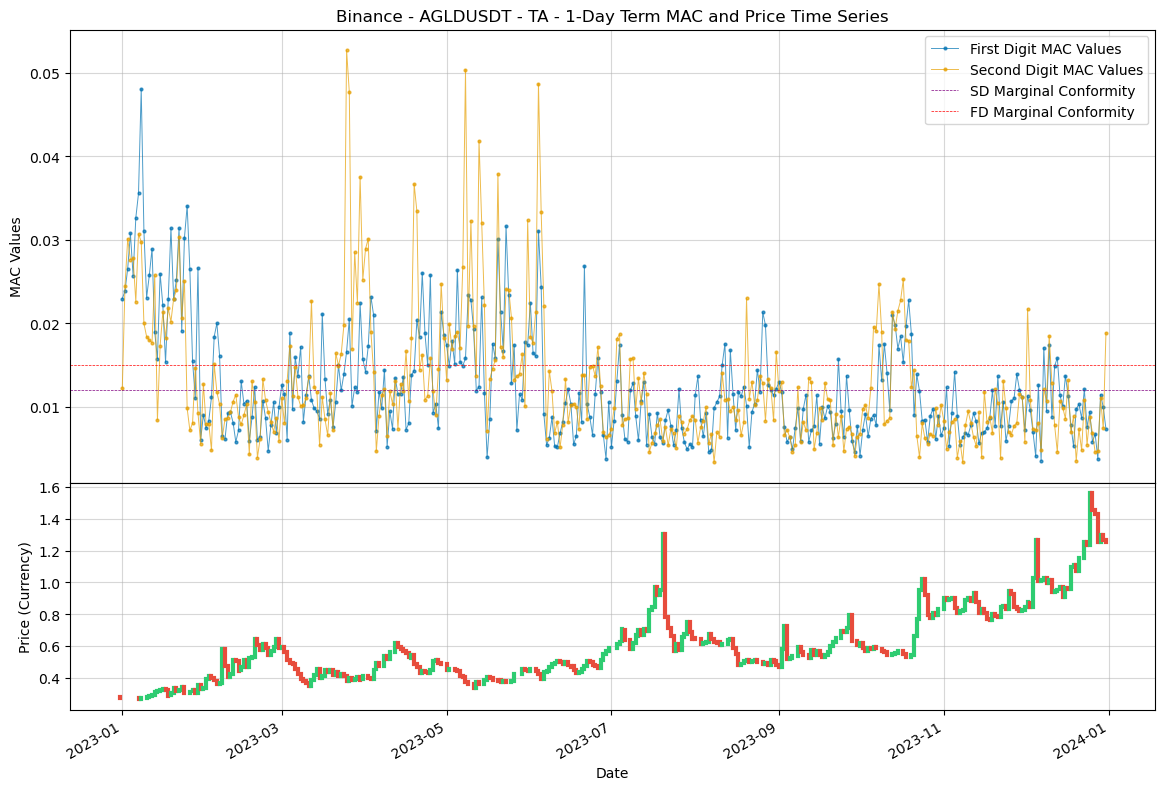 Binance - AGLDUSDT - TA - 1-Day Term MAC and Price Time Series
First Digit MAC Values
Second Digit MAC Values
SD Marginal Conformity
FD Marginal Conformity
MAC Values
0.05
0.04
0.03
0.02
0.01
Price (Currency)
1.6
1.4
1.2
1.0
0.8
0.6
0.4
2023-01
2023-03
2023-05
2023-07
2023-09
2023-11
2024-01
Date